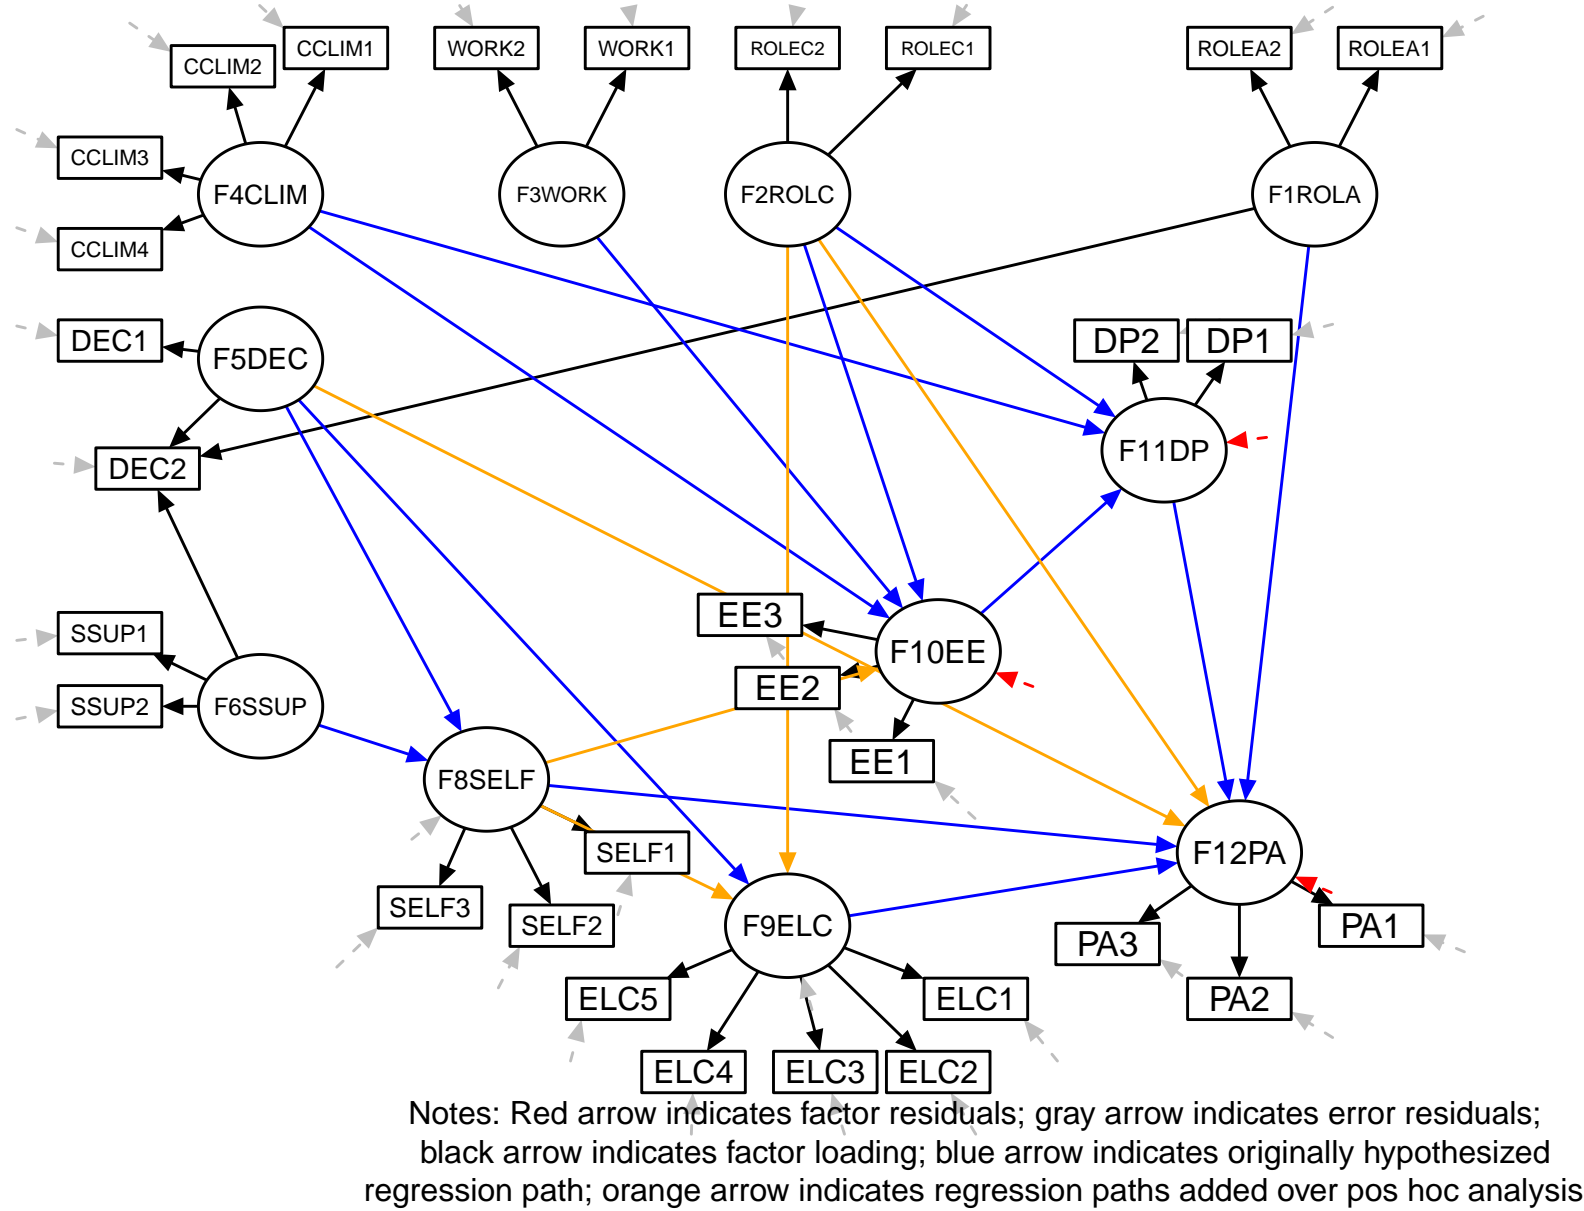 CCLIM1
WORK2
WORK1
ROLEC2
ROLEC1
ROLEA2
ROLEA1
CCLIM2
CCLIM3
F4CLIM
F3WORK
F2ROLC
F1ROLA
CCLIM4
DEC1
F5DEC
DP2
DP1
F11DP
DEC2
EE3
SSUP1
F10EE
EE2
SSUP2
F6SSUP
EE1
F8SELF
SELF1
F12PA
SELF3
SELF2
F9ELC
PA3
PA1
ELC5
ELC1
PA2
ELC4
ELC3
ELC2
Notes: Red arrow indicates factor residuals; gray arrow indicates error residuals;
black arrow indicates factor loading; blue arrow indicates originally hypothesized
regression path; orange arrow indicates regression paths added over pos hoc analysis